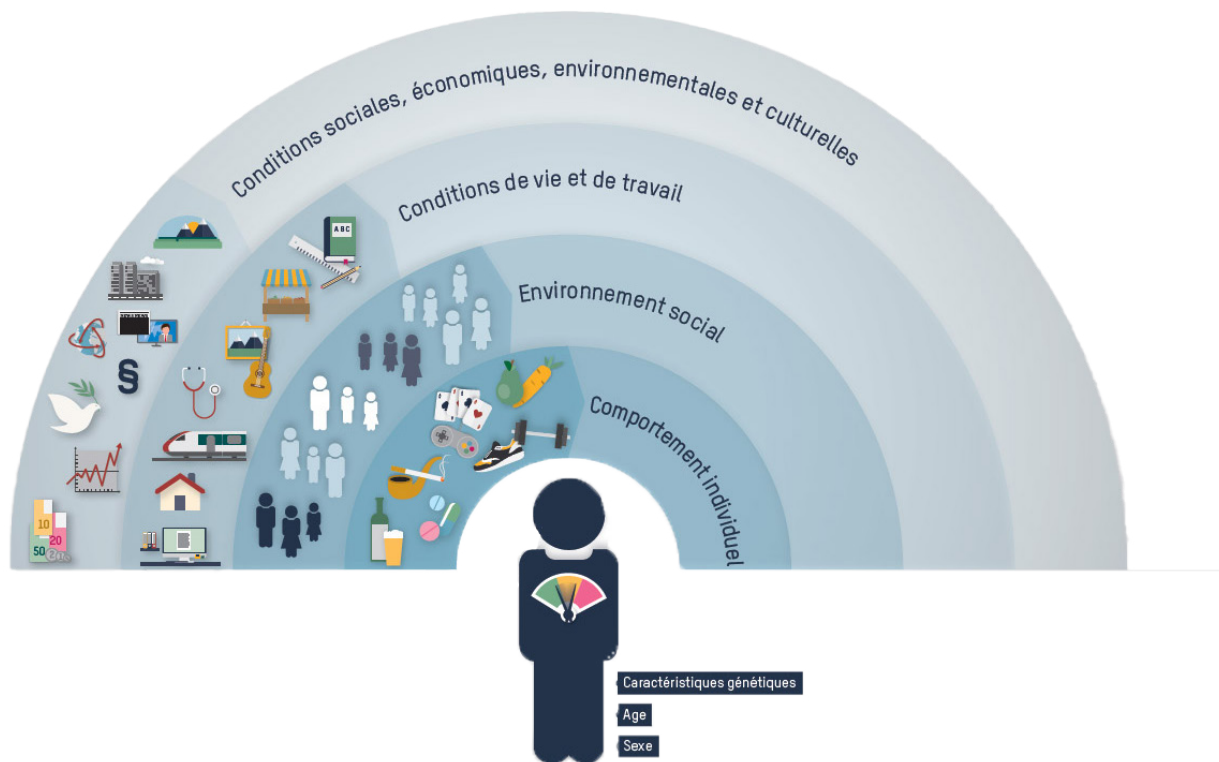 Conditions sociales, économiques, environnementales et culturelles
Conditions de vie et de travail
ABC
Environnement social
§
Comportement individuel
10
20
50
Caractéristiques génétiques
Age
Sexe